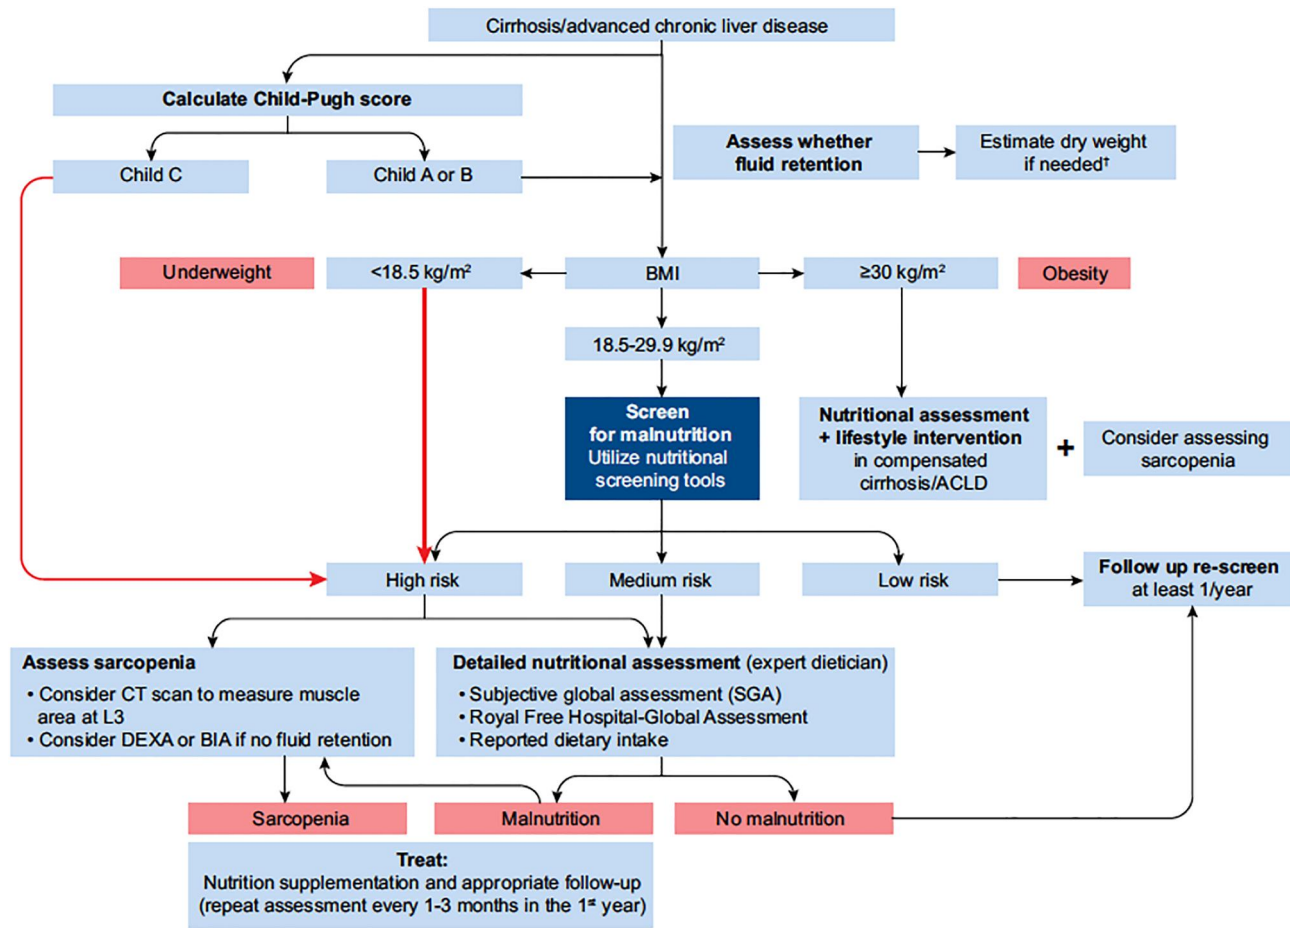 Cirrhosis/advanced chronic liver disease
Calculate Child-Pugh score
Child C
Child A or B
Assess whether
fluid retention
Estimate dry weight
if needed†
Underweight
<18.5 kg/m²
BMI
≥30 kg/m²
Obesity
18.5-29.9 kg/m²
Screen
for malnutrition
Utilize nutritional
screening tools
Nutritional assessment
+ lifestyle intervention
in compensated
cirrhosis/ACLD
+
Consider assessing
sarcopenia
High risk
Medium risk
Low risk
Follow up re-screen
at least 1/year
Assess sarcopenia
• Consider CT scan to measure muscle
area at L3
• Consider DEXA or BIA if no fluid retention
Detailed nutritional assessment (expert dietician)
• Subjective global assessment (SGA)
• Royal Free Hospital-Global Assessment
• Reported dietary intake
Sarcopenia
Malnutrition
No malnutrition
Treat:
Nutrition supplementation and appropriate follow-up
(repeat assessment every 1-3 months in the 1st year)